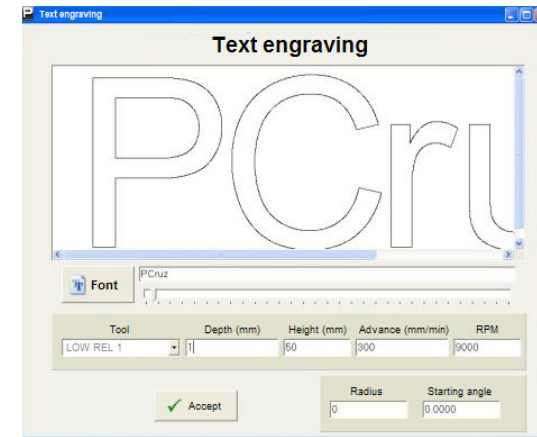 Text engraving
Text engraving
PCru
Font
PCruz
Tool Depth (mm) Height (mm) Advance (mm/min) RPM
LOW REL 1 1 50 300 9000
Accept
Radius Starting angle
0 0.0000